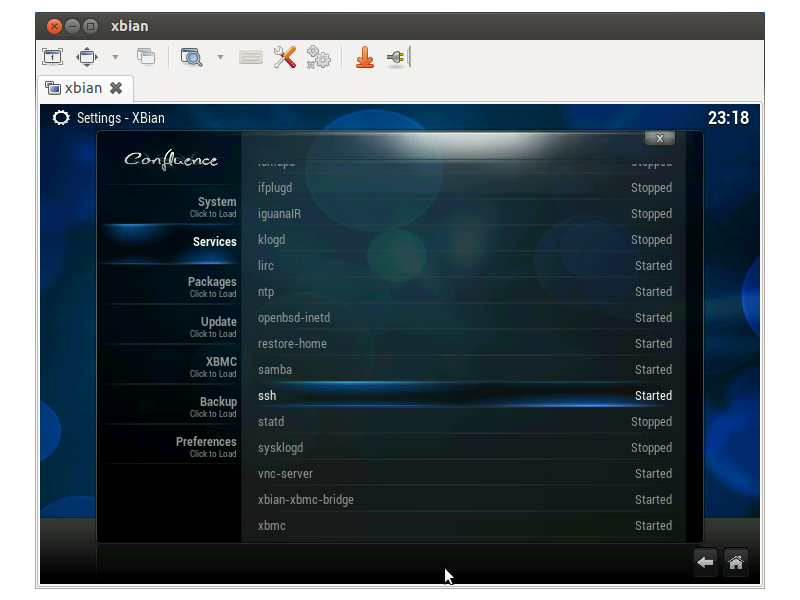 xbian
xbian
Settings - XBian
23:18
x
Confluence
System
Click to Load
Services
Packages
Click to Load
Update
Click to Load
XBMC
Click to Load
Backup
Click to Load
Preferences
Click to Load
ifplugd Stopped
iguanaIR Stopped
klogd Stopped
lirc Started
ntp Started
openbsd-inetd Started
restore-home Started
samba Started
ssh Started
statd Stopped
sysklogd Stopped
vnc-server Started
xbian-xbmc-bridge Started
xbmc Started